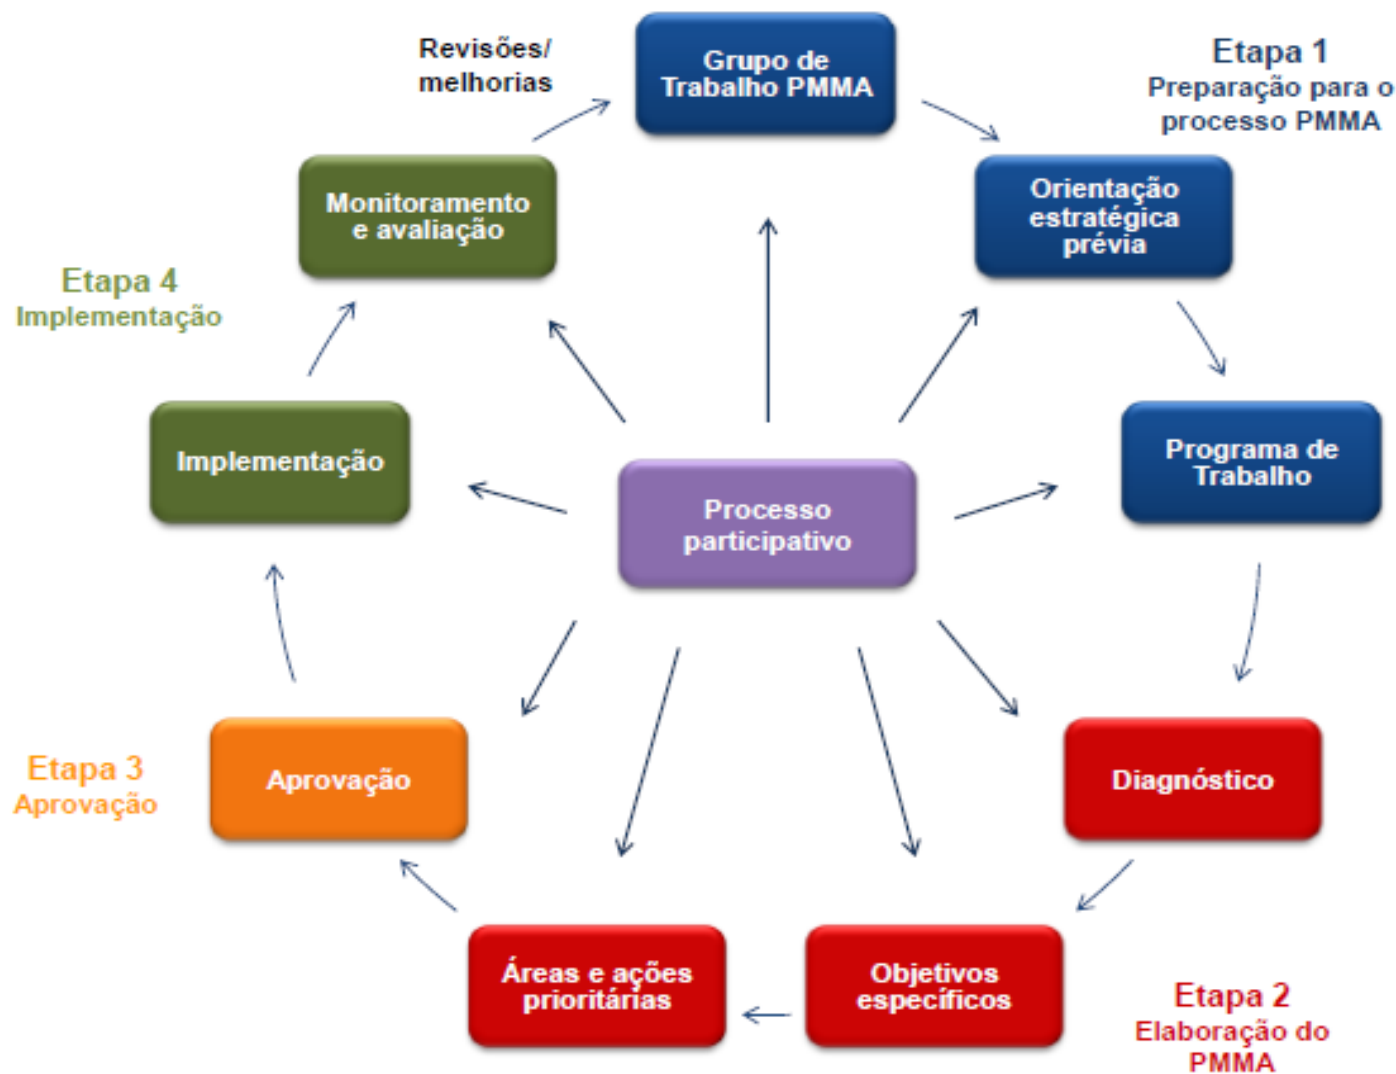 Revisões/
melhorias
Grupo de
Trabalho PMMA
Etapa 1
Preparação para o
processo PMMA
Monitoramento
e avaliação
Orientação
estratégica
prévia
Etapa 4
Implementação
Implementação
Programa de
Trabalho
Processo
participativo
Etapa 3
Aprovação
Aprovação
Diagnóstico
Áreas e ações
prioritárias
Objetivos
específicos
Etapa 2
Elaboração do
PMMA